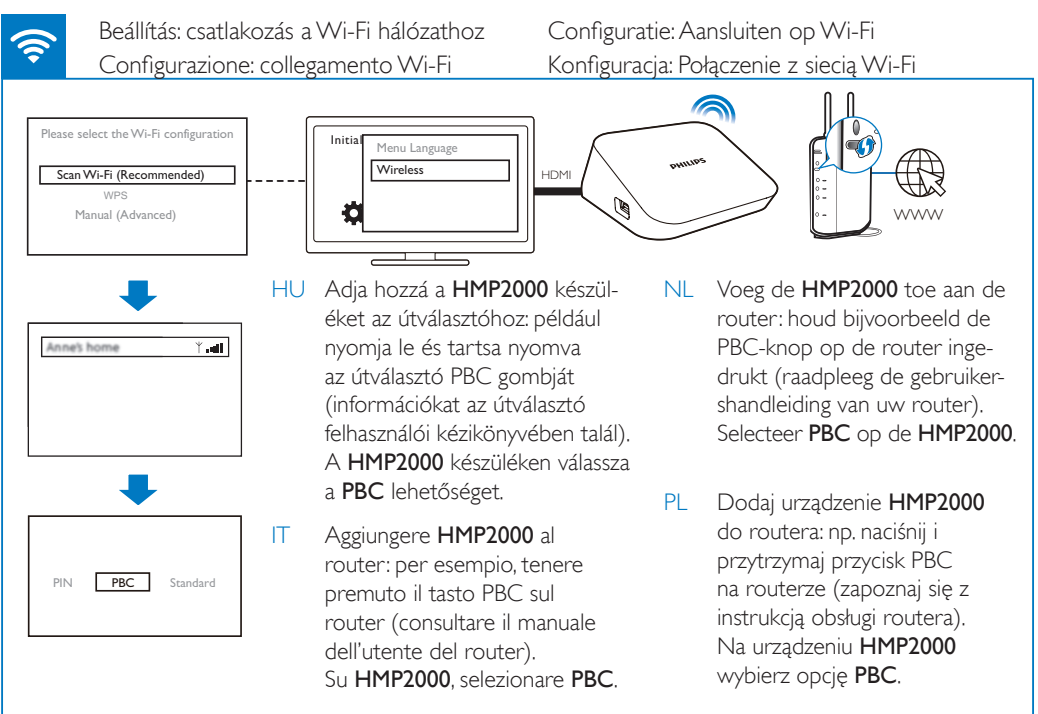 Beállítás: csatlakozás a Wi-Fi hálózathoz
Configurazione: collegamento Wi-Fi
Configuratie: Aansluiten op Wi-Fi
Konfiguracja: Połączenie z siecią Wi-Fi
Please select the Wi-Fi configuration
Scan Wi-Fi (Recommended)
WPS
Manual (Advanced)
Initial
Menu Language
Wireless
HDMI
PHILIPS
WWW
Anne's home
PIN
PBC
Standard
HU
Adja hozzá a HMP2000 készül-
éket az útválasztóhoz: például
nyomja le és tartsa nyomva
az útválasztó PBC gombját
(információkat az útválasztó
felhasználói kézikönyvében talál).
A HMP2000 készüléken válassza
a PBC lehetőséget.
IT
Aggiungere HMP2000 al
router: per esempio, tenere
premuto il tasto PBC sul
router (consultare il manuale
dell'utente del router).
Su HMP2000, selezionare PBC.
NL
Voeg de HMP2000 toe aan de
router: houd bijvoorbeeld de
PBC-knop op de router inge-
drukt (raadpleeg de gebruiker-
shandleiding van uw router).
Selecteer PBC op de HMP2000.
PL
Dodaj urządzenie HMP2000
do routera: np. naciśnij i
przytrzymaj przycisk PBC
na routerze (zapoznaj się z
instrukcją obsługi routera).
Na urządzeniu HMP2000
wybierz opcję PBC.